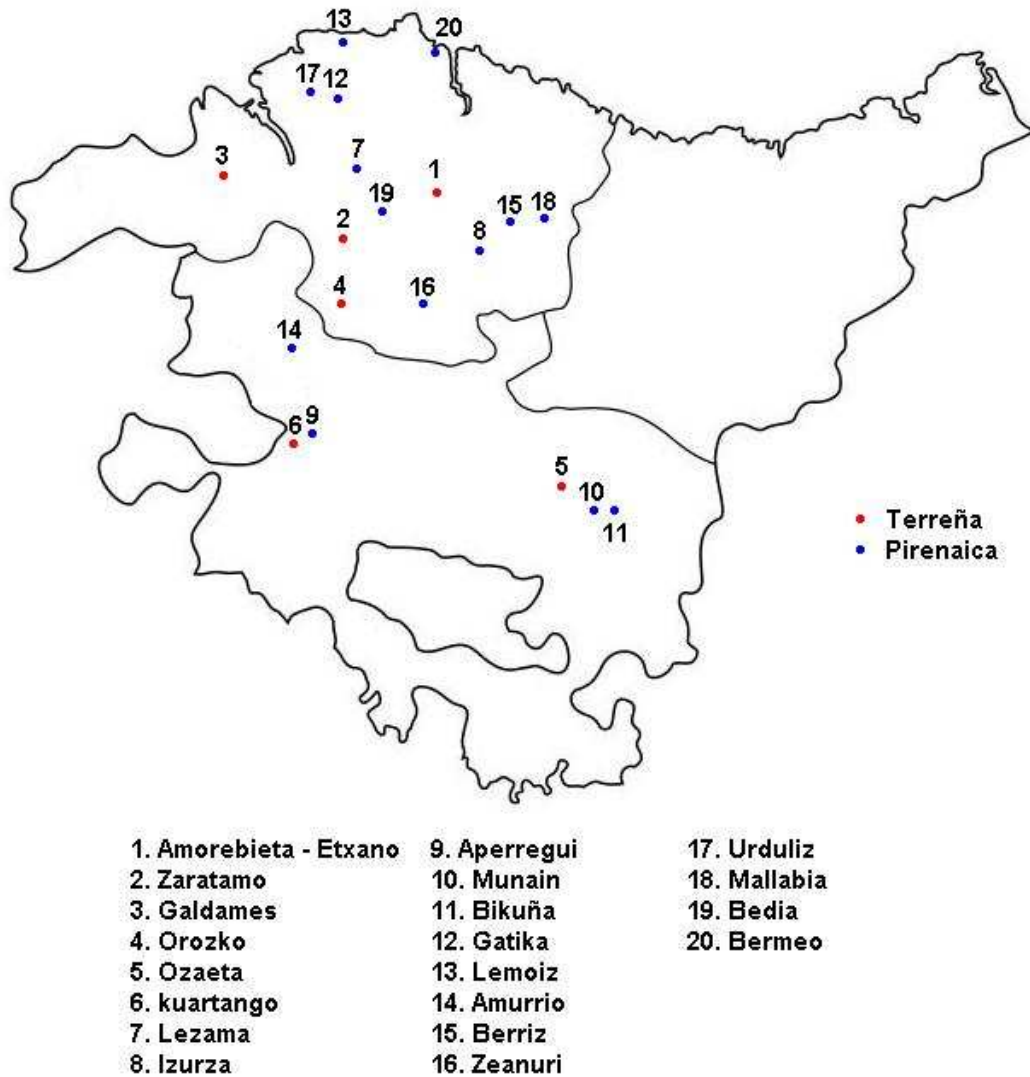 13
20
17 12
3
7
1
19
15 18
2
8
4
16
14
6 9
5
10
11
Terreña
Pirenaica
1. Amorebieta - Etxano
2. Zaratamo
3. Galdames
4. Orozko
5. Ozaeta
6. kuartango
7. Lezama
8. Izurza
9. Aperregui
10. Munain
11. Bikuña
12. Gatika
13. Lemoiz
14. Amurrio
15. Berriz
16. Zeanuri
17. Urduliz
18. Mallabia
19. Bedia
20. Bermeo